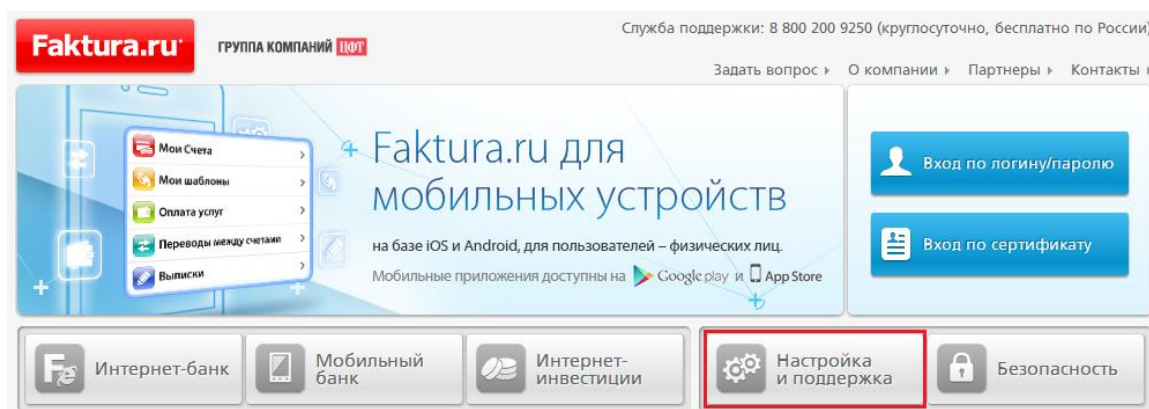 Faktura.ru
ГРУППА КОМПАНИЙ ЦФТ
Служба поддержки: 8 800 200 9250 (круглосуточно, бесплатно по России)
Задать вопрос
О компании
Партнеры
Контакты
Мои Счета
Мои шаблоны
Оплата услуг
Переводы между счетами
Выписки
Faktura.ru для
мобильных устройств
на базе iOS и Android, для пользователей – физических лиц.
Мобильные приложения доступны на Google play и App Store
Вход по логину/паролю
Вход по сертификату
Интернет-банк
Мобильный
банк
Интернет-
инвестиции
Настройка
и поддержка
Безопасность